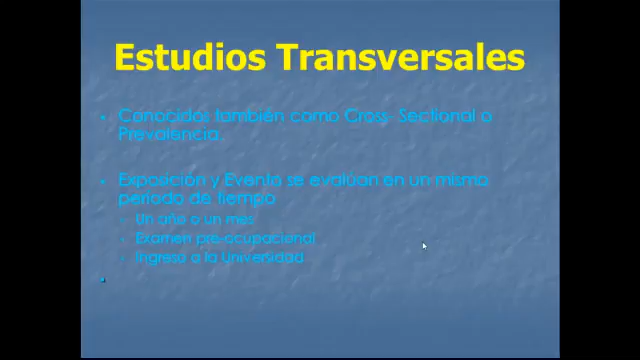 Estudios Transversales
Conocidos también como Cross- Sectional o
Prevalencia.
Exposición y Evento se evalúan en un mismo
período de tiempo
Un año o un mes
Examen pre-ocupacional
Ingreso a la Universidad